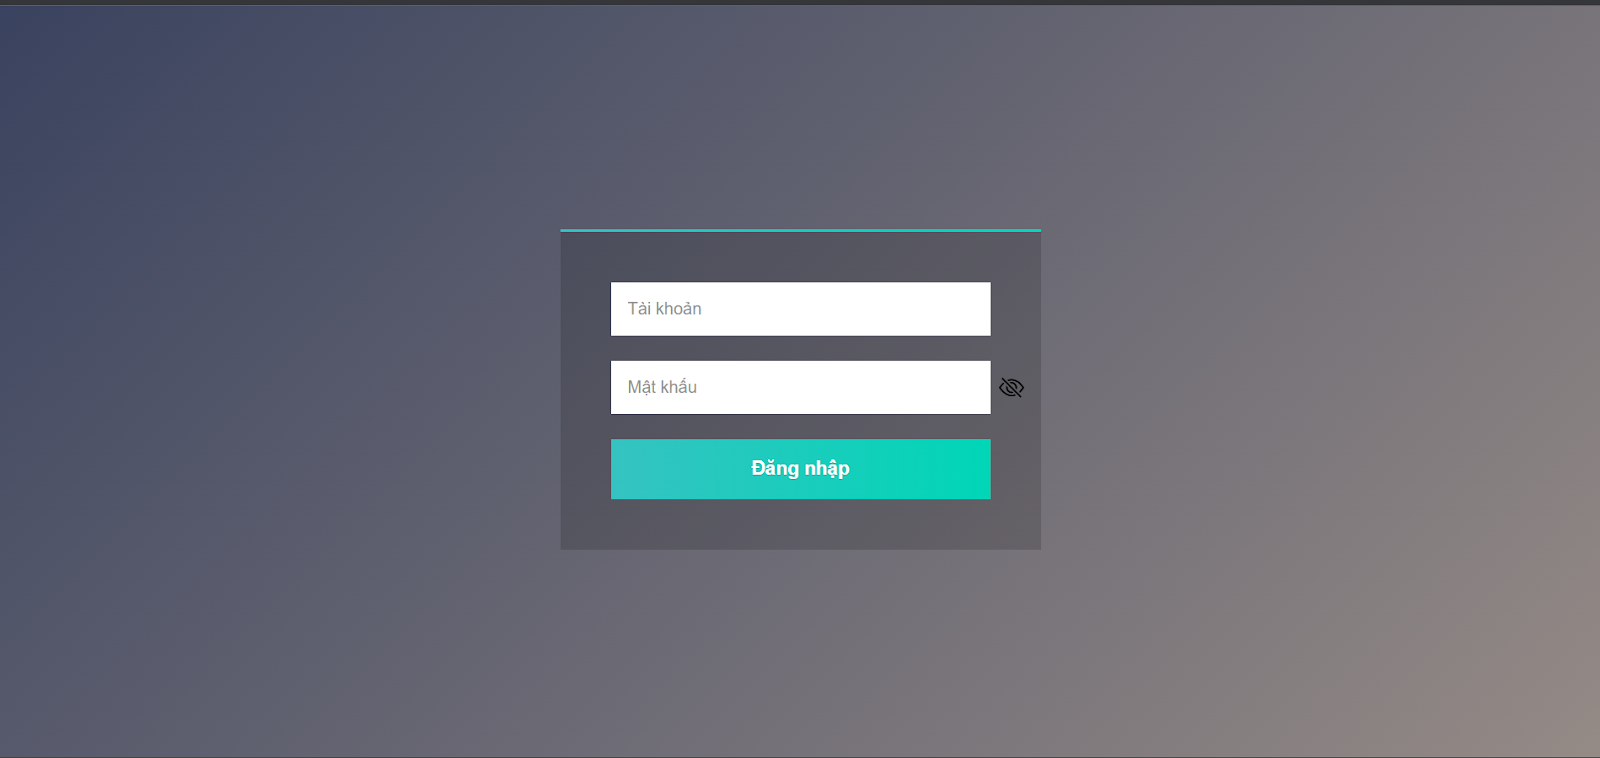 Tài khoản
Mật khẩu
Đăng nhập